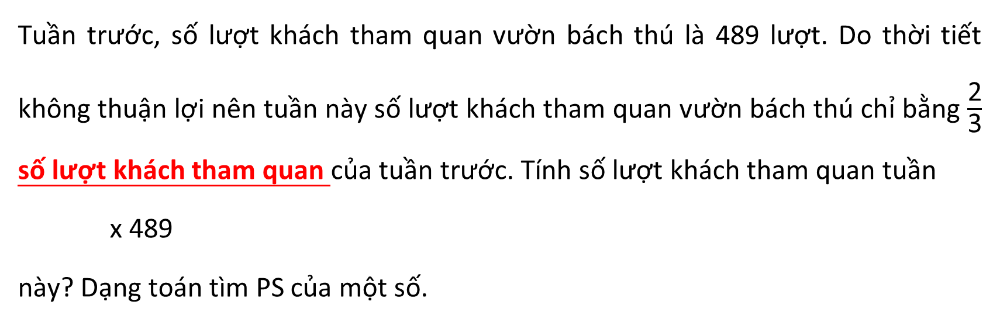 Tuần trước, số lượt khách tham quan vườn bách thú là 489 lượt. Do thời tiết
không thuận lợi nên tuần này số lượt khách tham quan vườn bách thú chỉ bằng 2/3
số lượt khách tham quan của tuần trước. Tính số lượt khách tham quan tuần
x 489
này? Dạng toán tìm PS của một số.